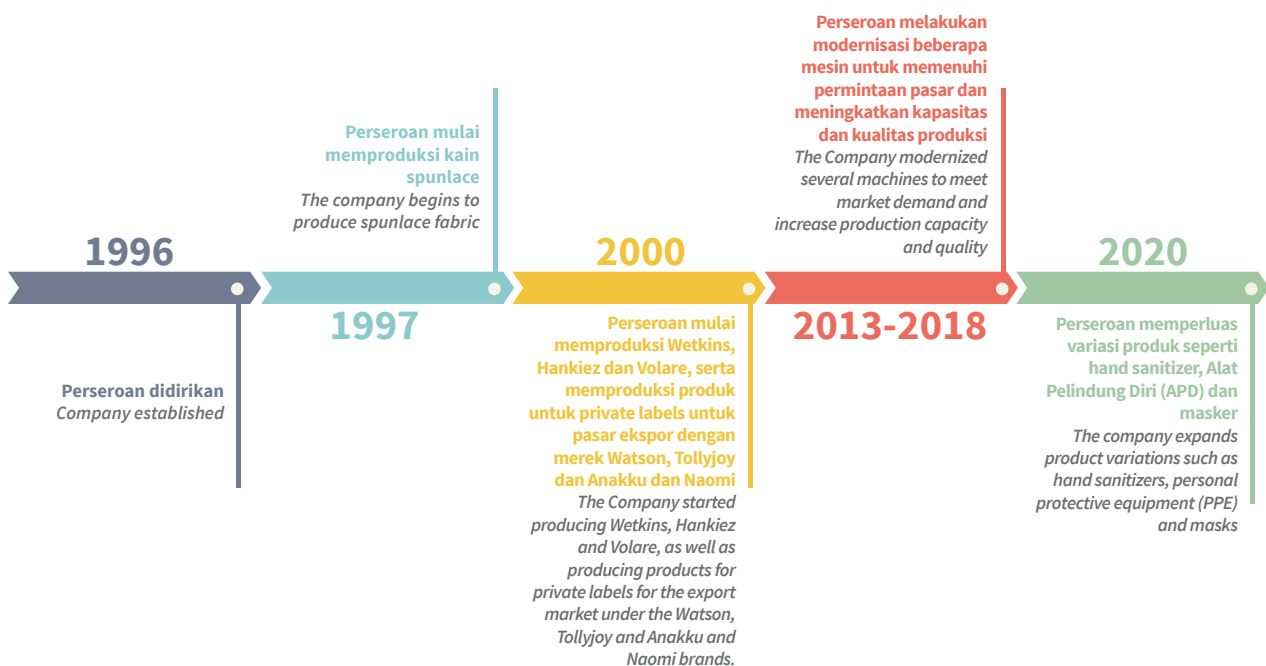 1996
Perseroan didirikan
Company established
Perseroan mulai
memproduksi kain
spunlace
The company begins to
produce spunlace fabric
1997
2000
Perseroan mulai
memproduksi Wetkins,
Hankiez dan Volare, serta
memproduksi produk
untuk private labels untuk
pasar ekspor dengan
merek Watson, Tollyjoy
dan Anakku dan Naomi
The Company started
producing Wetkins, Hankiez
and Volare, as well as
producing products for
private labels for the export
market under the Watson,
Tollyjoy and Anakku and
Naomi brands.
Perseroan melakukan
modernisasi beberapa
mesin untuk memenuhi
permintaan pasar dan
meningkatkan kapasitas
dan kualitas produksi
The Company modernized
several machines to meet
market demand and
increase production capacity
and quality
2013-2018
2020
Perseroan memperluas
variasi produk seperti
hand sanitizer, Alat
Pelindung Diri (APD) dan
masker
The company expands
product variations such as
hand sanitizers, personal
protective equipment (PPE)
and masks